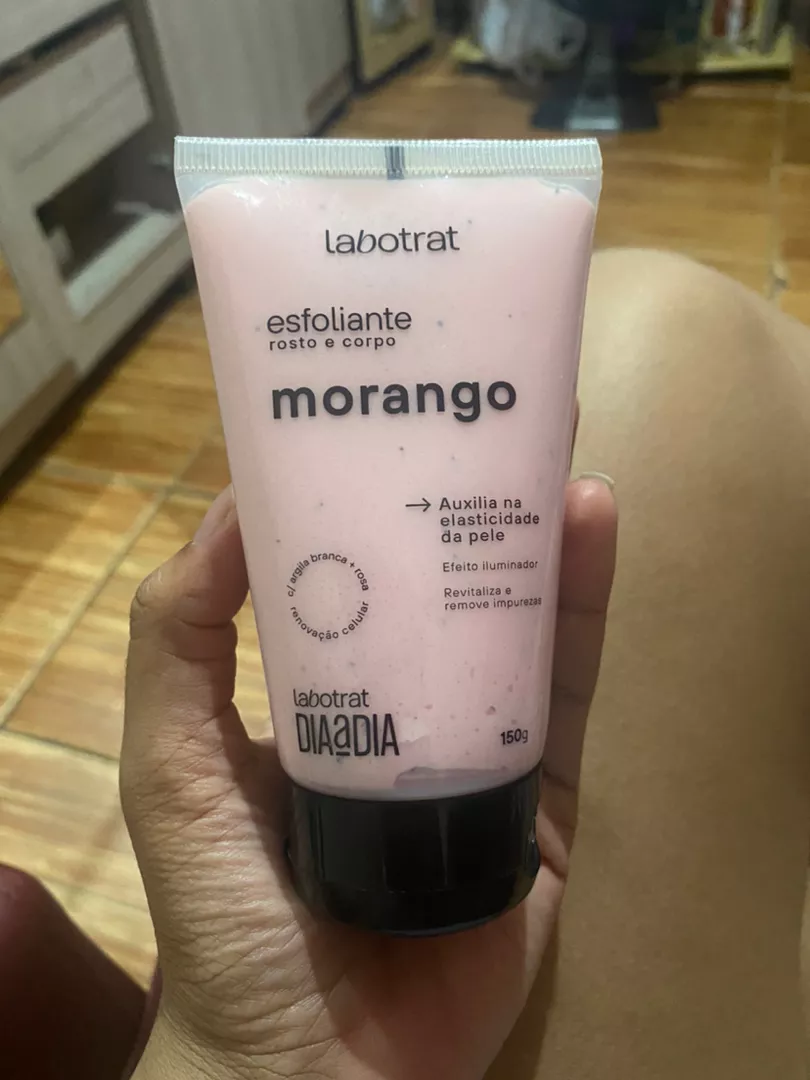 labotrat
esfoliante
rosto e corpo
morango
→ Auxilia na
elasticidade
da pele
Efeito iluminador
Revitaliza e
remove impurezas
c/ argila branca + rosa
renovação celular
labotrat
DIAaDIA
150g